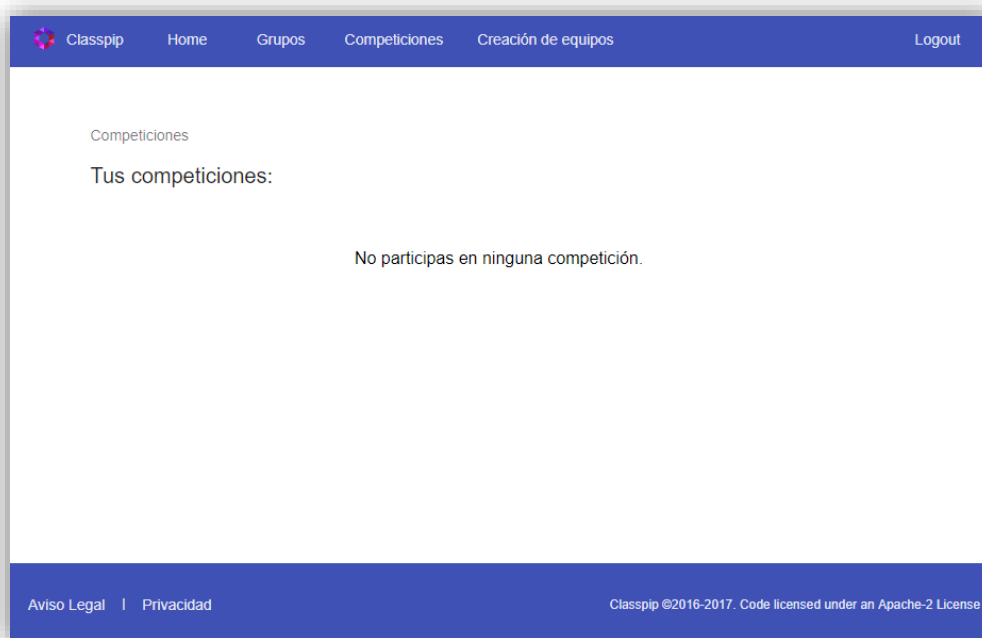 Classpip Home Grupos Competiciones Creación de equipos Logout
Competiciones
Tus competiciones:
No participas en ninguna competición.
Aviso Legal | Privacidad Classpip ©2016-2017. Code licensed under an Apache-2 License